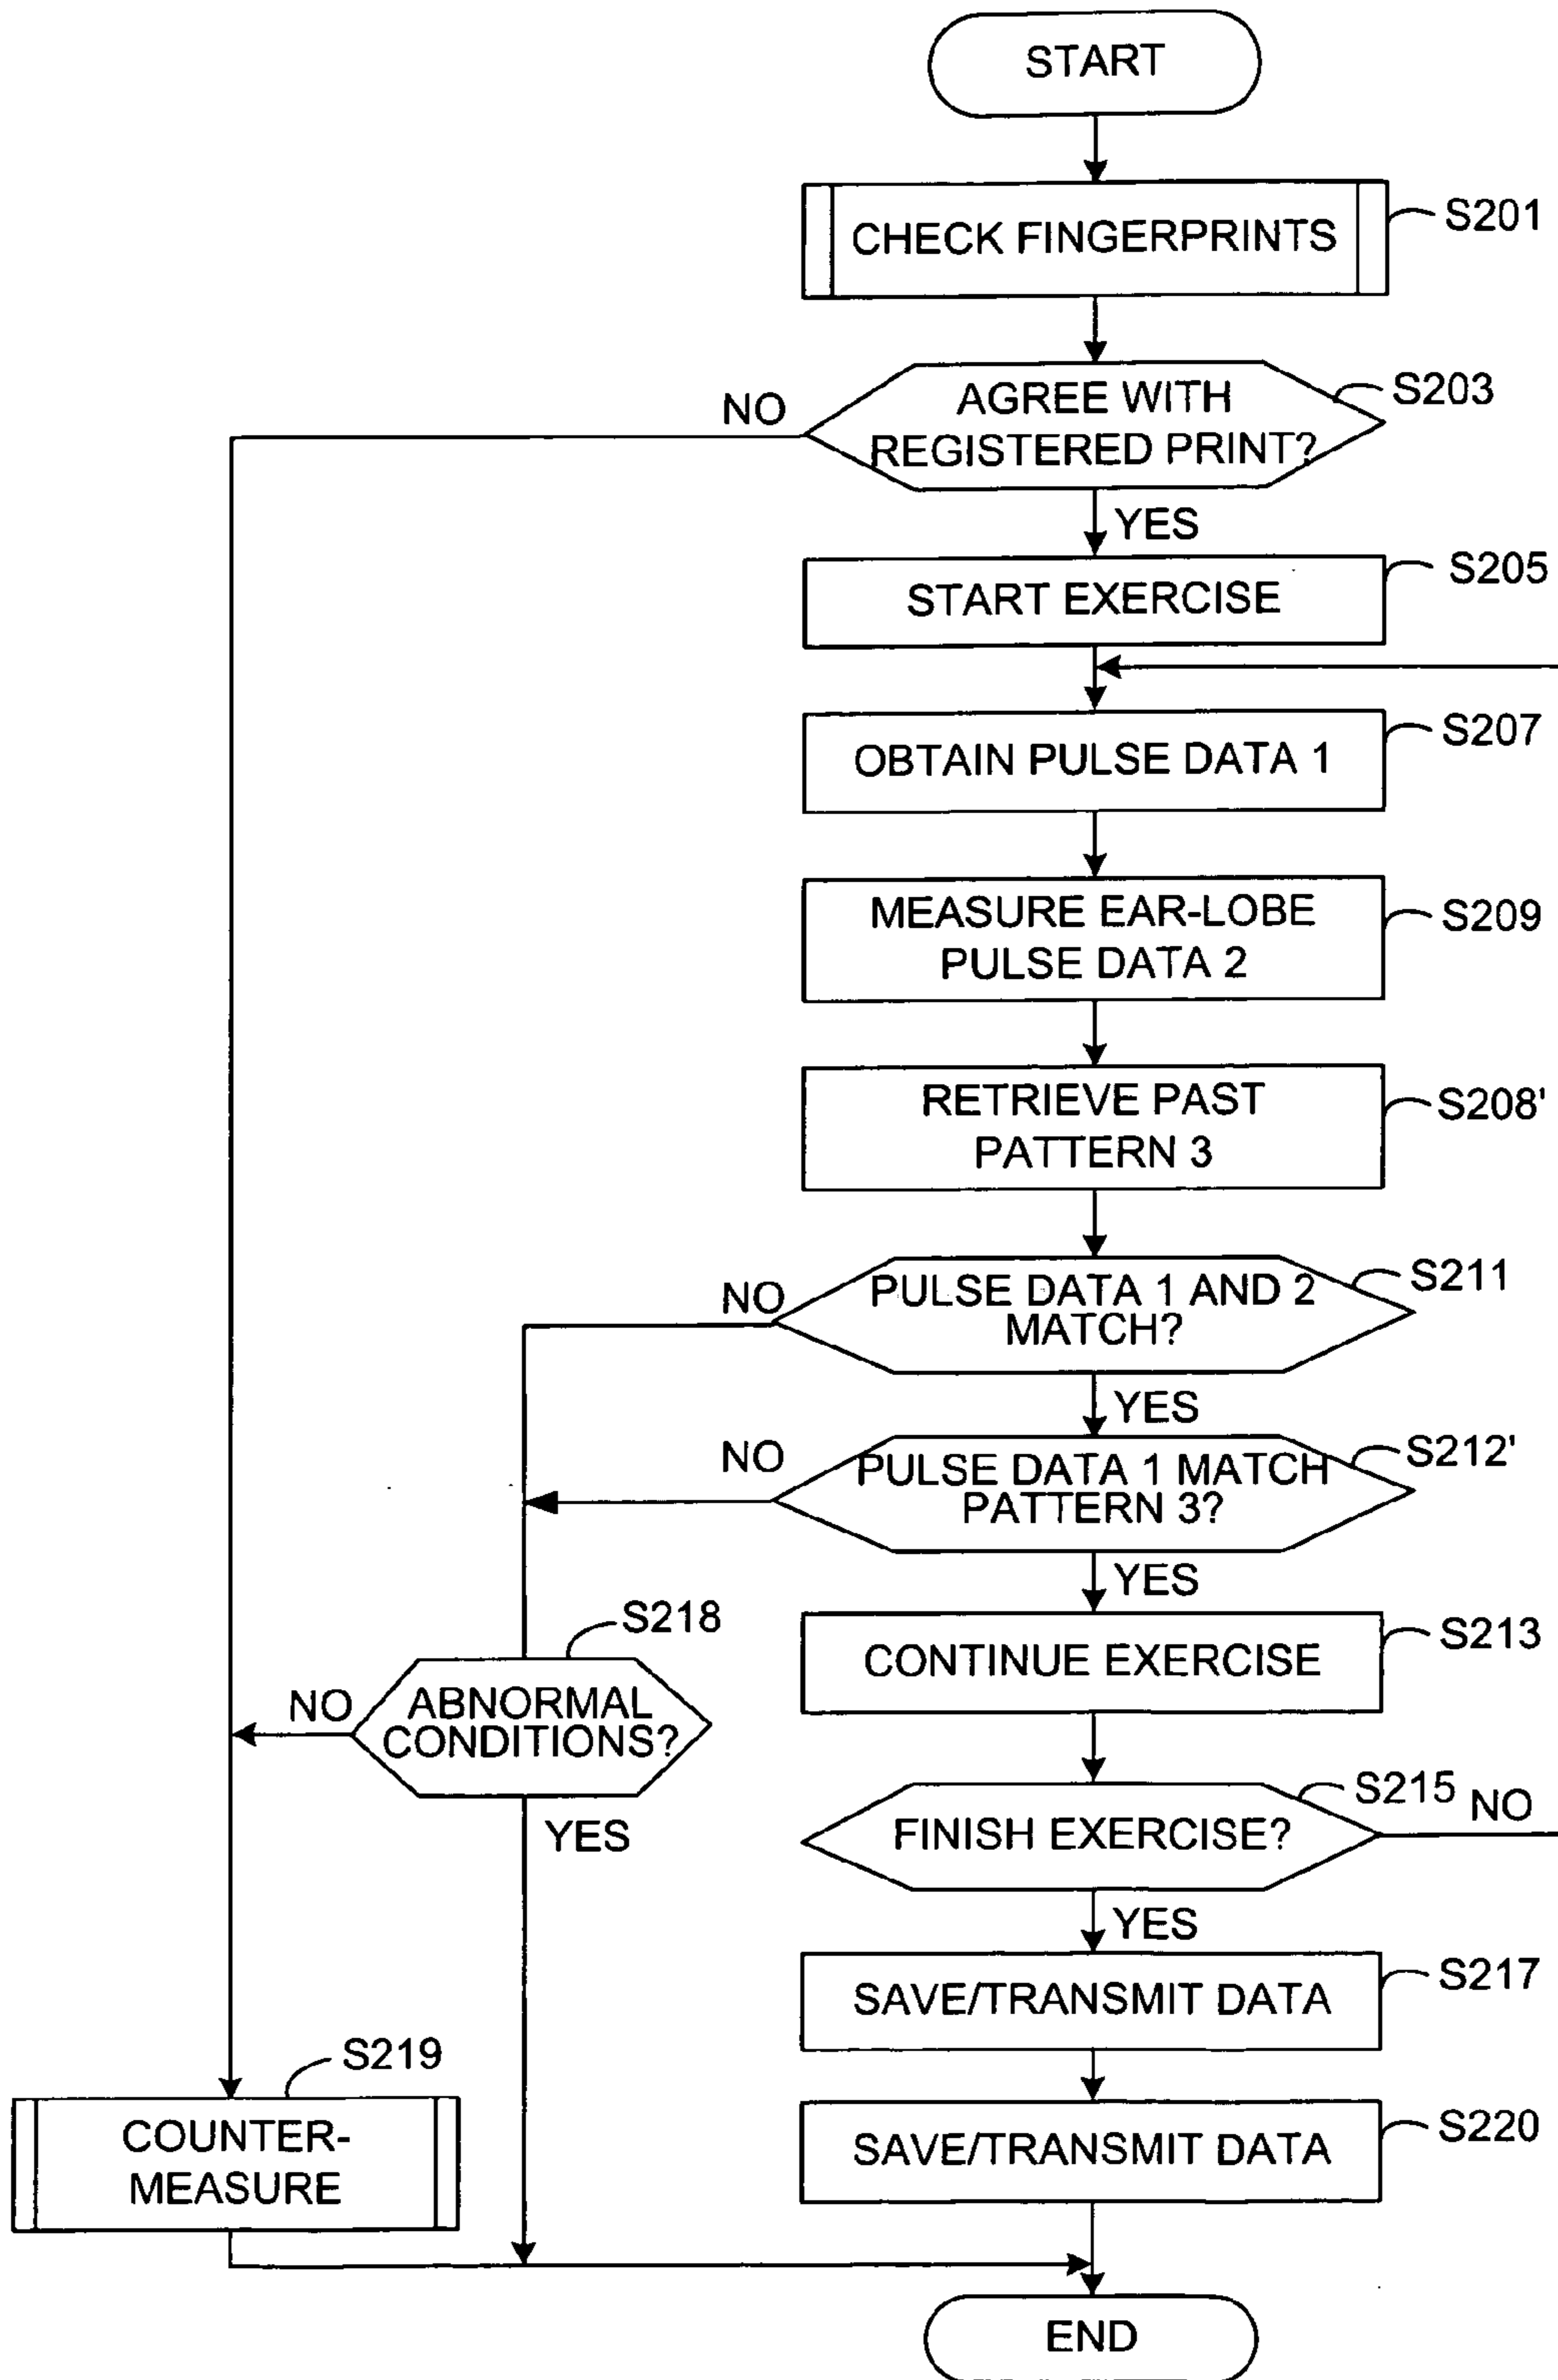 START
CHECK FINGERPRINTS
S201
AGREE WITH
REGISTERED PRINT?
S203
NO
YES
START EXERCISE
S205
OBTAIN PULSE DATA 1
S207
MEASURE EAR-LOBE
PULSE DATA 2
S209
RETRIEVE PAST
PATTERN 3
S208'
PULSE DATA 1 AND 2
MATCH?
S211
NO
YES
PULSE DATA 1 MATCH
PATTERN 3?
S212'
NO
YES
CONTINUE EXERCISE
S213
S218
ABNORMAL
CONDITIONS?
NO
YES
FINISH EXERCISE?
S215
NO
YES
SAVE/TRANSMIT DATA
S217
S219
COUNTER-
MEASURE
SAVE/TRANSMIT DATA
S220
END